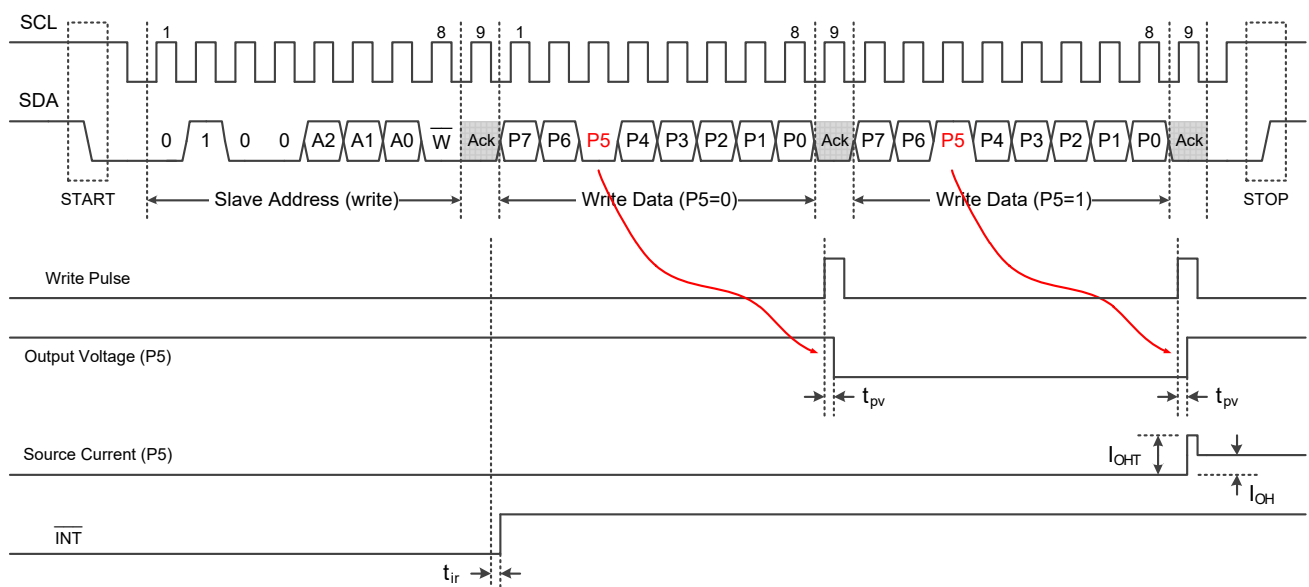 SCL
1 8 9 1 8 9 8 9
SDA
0 1 0 0 A2 A1 A0 W̅ Ack P7 P6 P5 P4 P3 P2 P1 P0 Ack P7 P6 P5 P4 P3 P2 P1 P0 Ack
START Slave Address (write) Write Data (P5=0) Write Data (P5=1) STOP
Write Pulse
Output Voltage (P5)
tpv tpv
Source Current (P5)
IOHT
IOH
I̅N̅T̅
tir